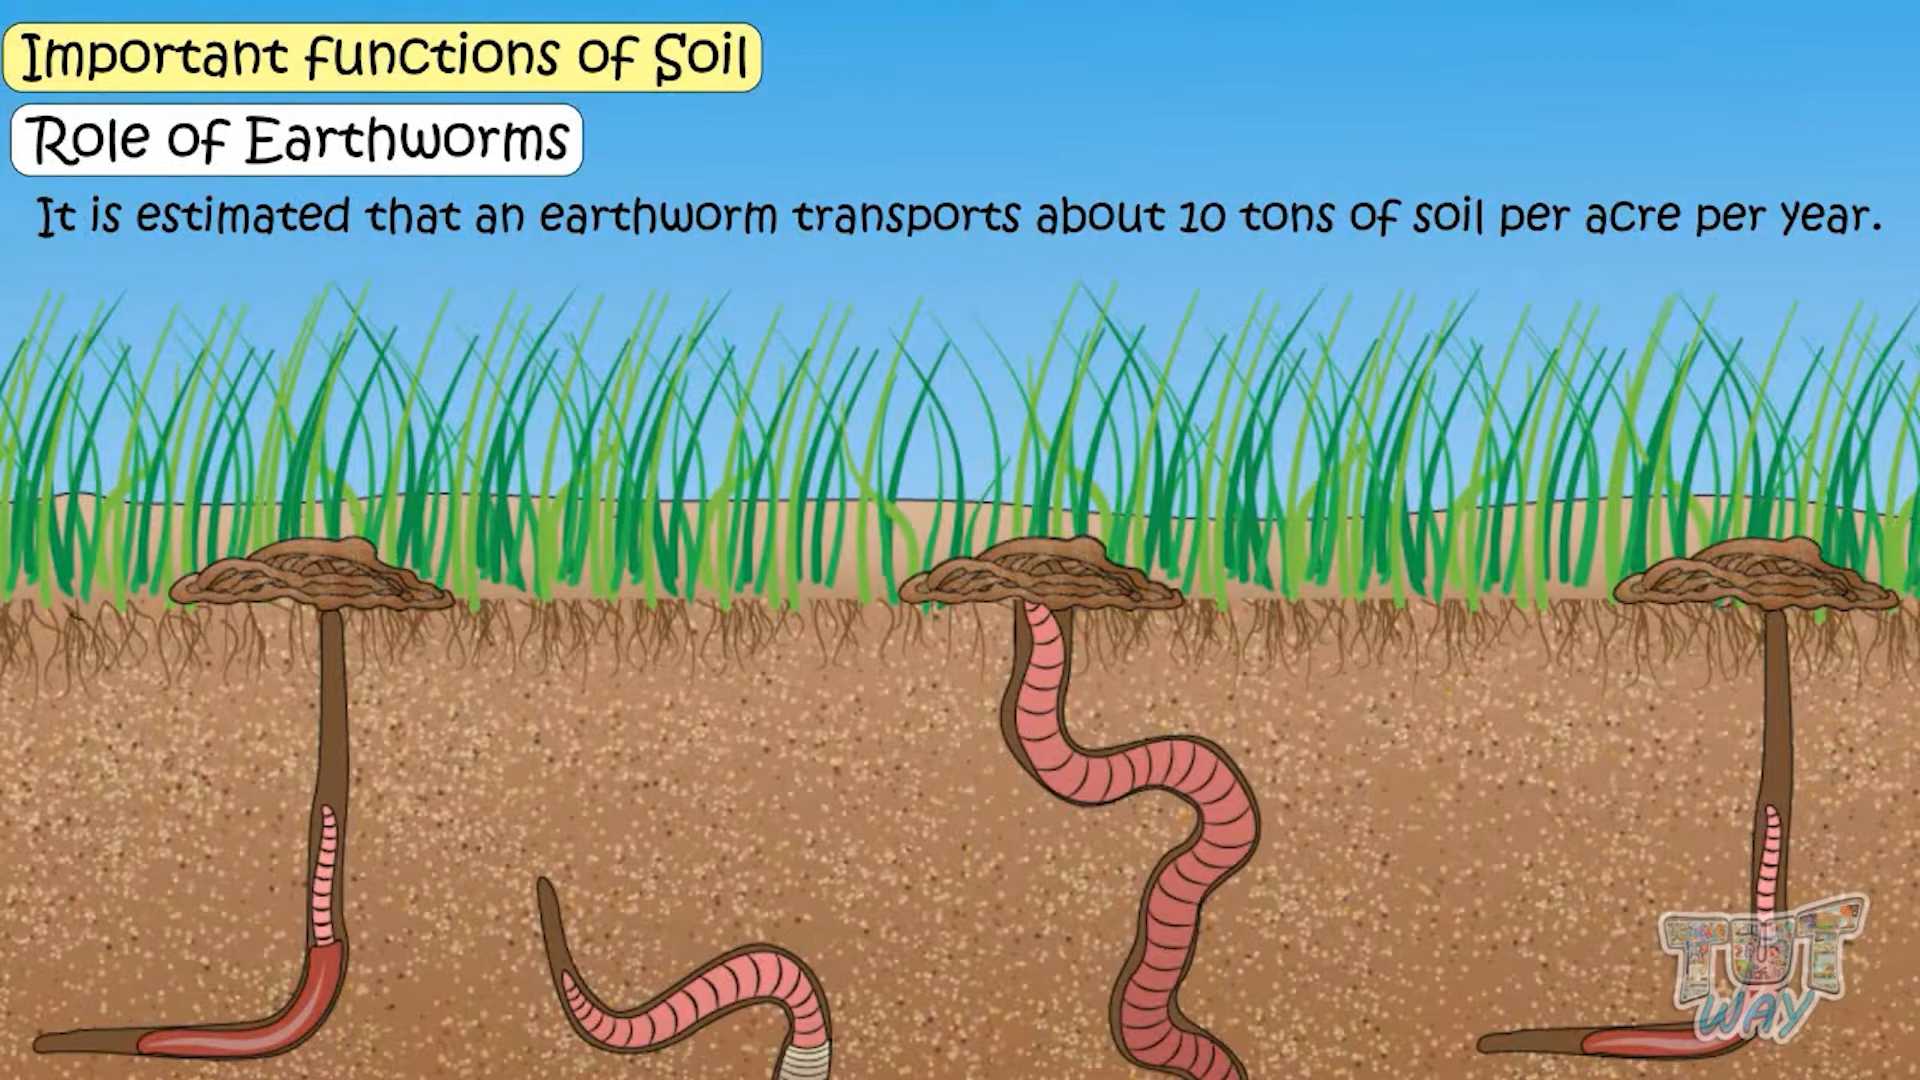 Important functions of Soil
Role of Earthworms
It is estimated that an earthworm transports about 10 tons of soil per acre per year.
TUT
WAY